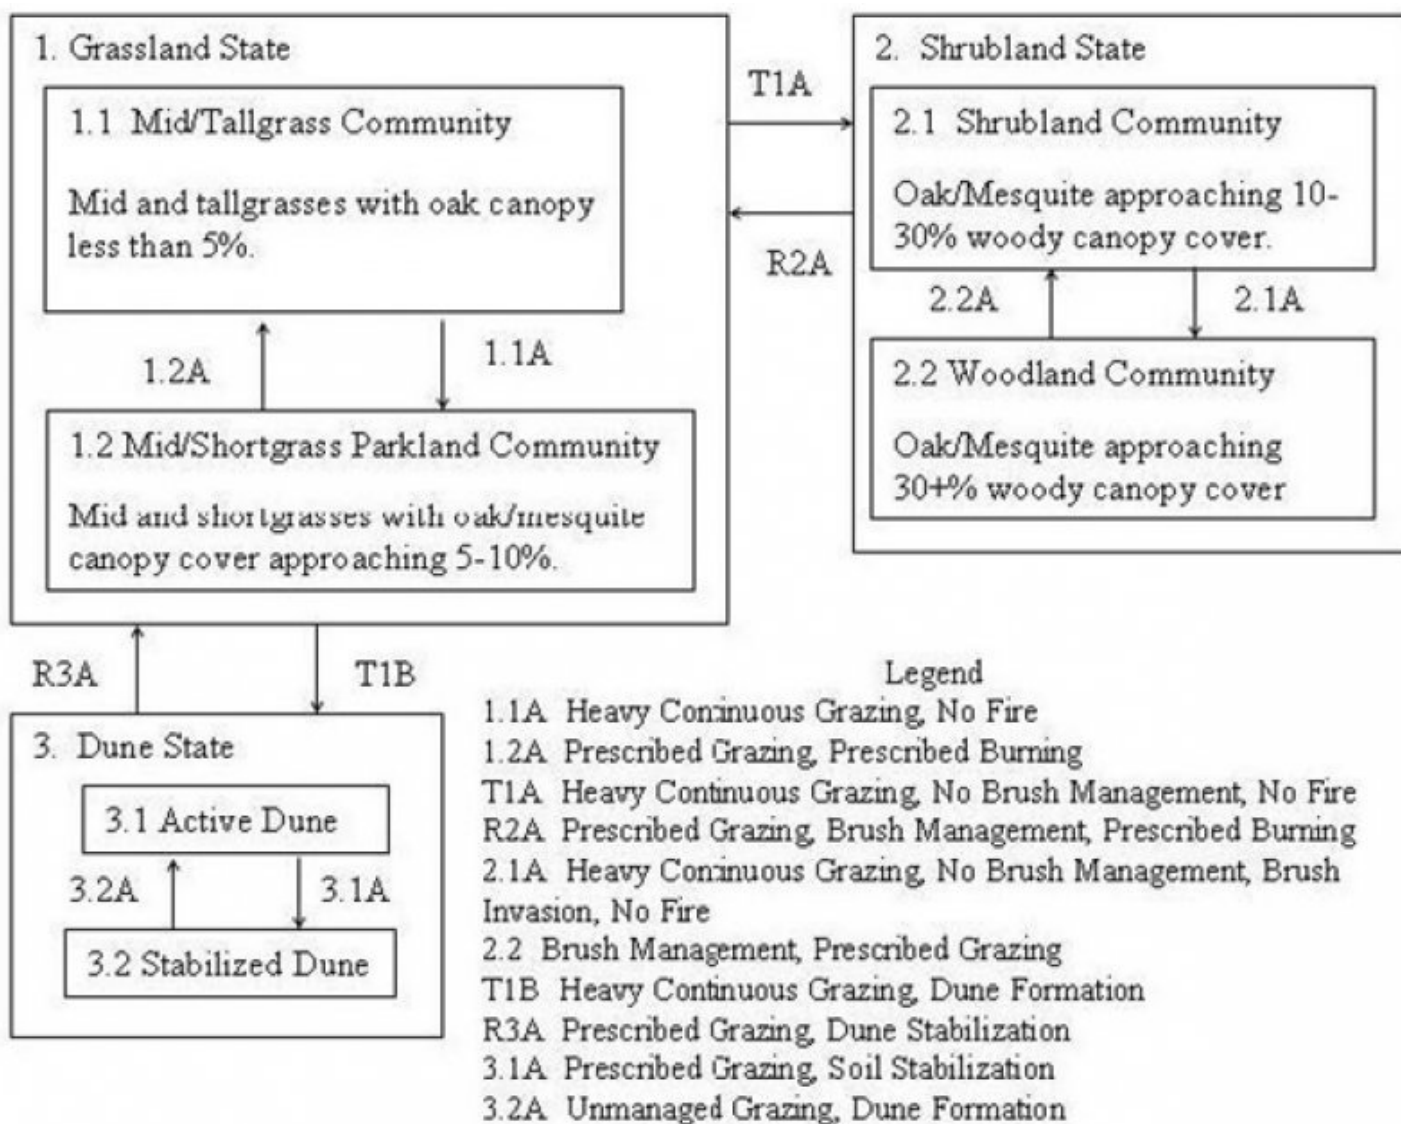 1. Grassland State
1.1 Mid/Tallgrass Community
Mid and tallgrasses with oak canopy
less than 5%.
1.2A
1.1A
1.2 Mid/Shortgrass Parkland Community
Mid and shortgrasses with oak/mesquite
canopy cover approaching 5-10%.
T1A
R2A
2. Shrubland State
2.1 Shrubland Community
Oak/Mesquite approaching 10-
30% woody canopy cover.
2.2A
2.1A
2.2 Woodland Community
Oak/Mesquite approaching
30+% woody canopy cover
R3A
T1B
3. Dune State
3.1 Active Dune
3.2A
3.1A
3.2 Stabilized Dune
Legend
1.1A Heavy Continuous Grazing, No Fire
1.2A Prescribed Grazing, Prescribed Burning
T1A Heavy Continuous Grazing, No Brush Management, No Fire
R2A Prescribed Grazing, Brush Management, Prescribed Burning
2.1A Heavy Continuous Grazing, No Brush Management, Brush
Invasion, No Fire
2.2 Brush Management, Prescribed Grazing
T1B Heavy Continuous Grazing, Dune Formation
R3A Prescribed Grazing, Dune Stabilization
3.1A Prescribed Grazing, Soil Stabilization
3.2A Unmanaged Grazing, Dune Formation